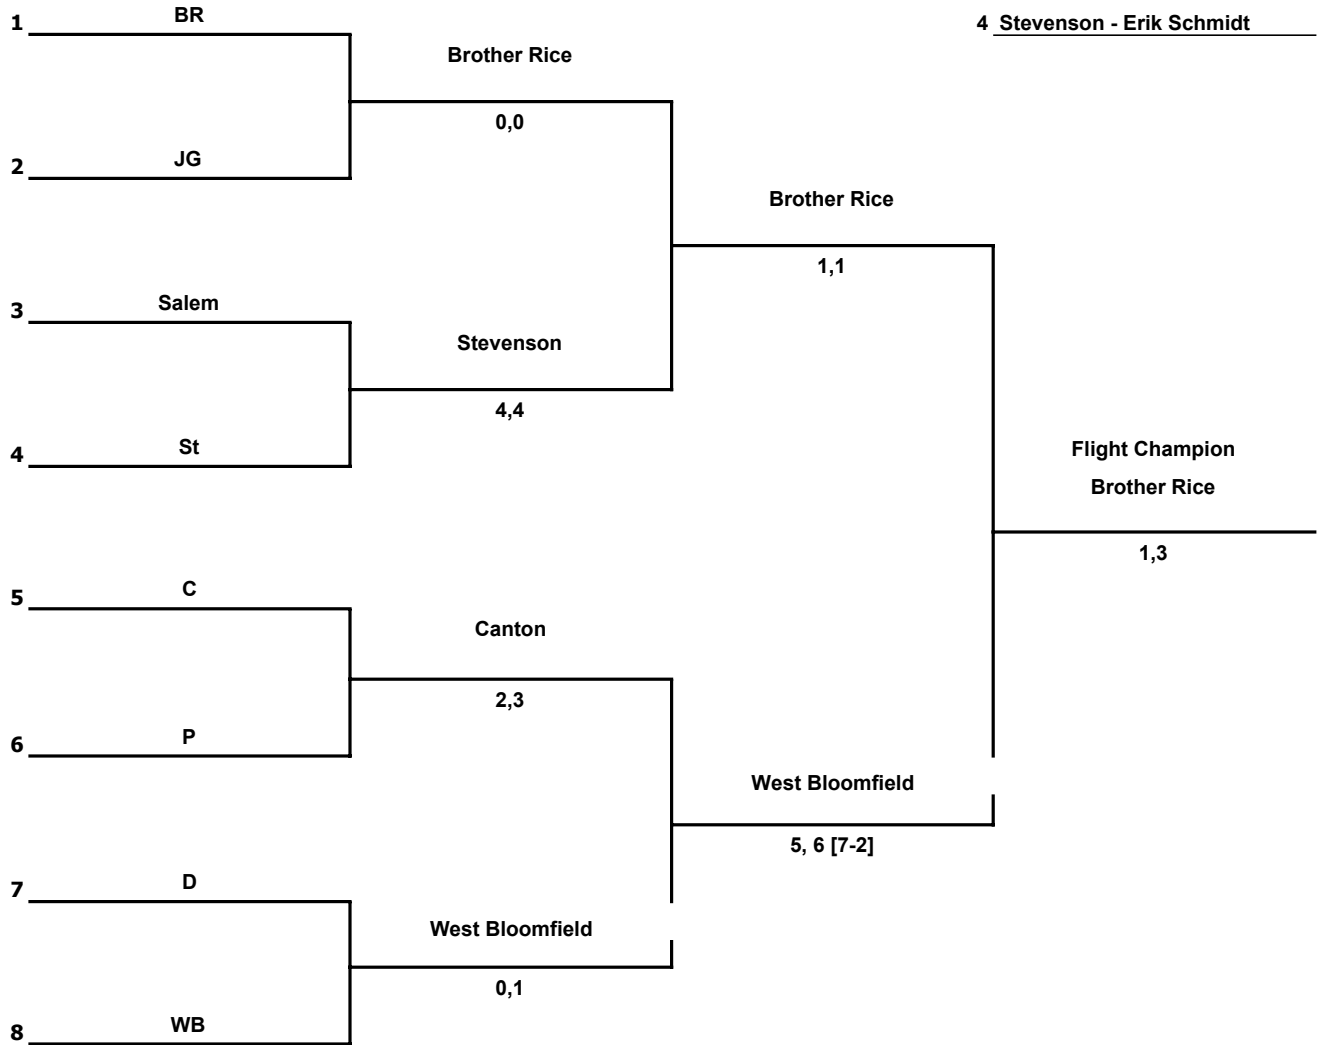 1 BR
4 Stevenson - Erik Schmidt
Brother Rice
0,0
2 JG
Brother Rice
1,1
3 Salem
Stevenson
4,4
4 St
Flight Champion
Brother Rice
1,3
5 C
Canton
2,3
6 P
West Bloomfield
5, 6 [7-2]
7 D
West Bloomfield
0,1
8 WB